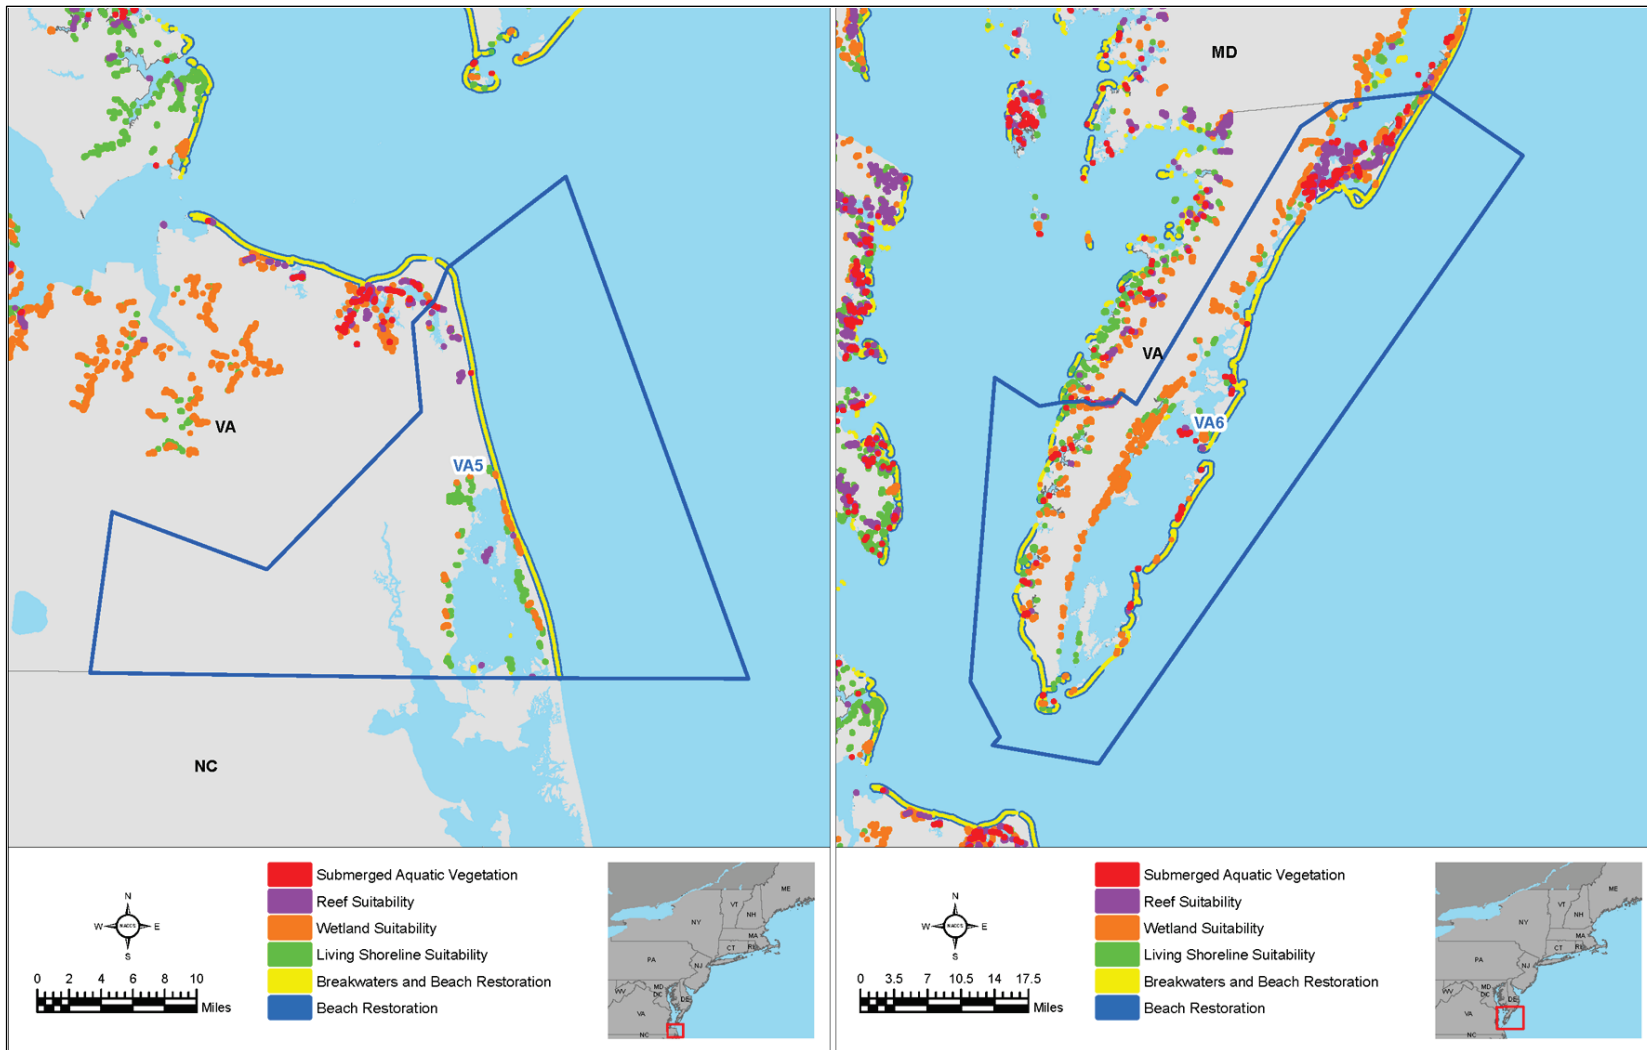 VA
VA5
NC
MD
VA
VA6
N
W E
S
NACCS
0 2 4 6 8 10
Miles
Submerged Aquatic Vegetation
Reef Suitability
Wetland Suitability
Living Shoreline Suitability
Breakwaters and Beach Restoration
Beach Restoration
ME
VT
NH
NY
MA
CT RI
PA
NJ
MD
DE
WV
DC
VA
NC
N
W E
S
NACCS
0 3.5 7 10.5 14 17.5
Miles
Submerged Aquatic Vegetation
Reef Suitability
Wetland Suitability
Living Shoreline Suitability
Breakwaters and Beach Restoration
Beach Restoration
ME
VT
NH
NY
MA
CT RI
PA
NJ
MD
DE
WV
DC
VA
NC